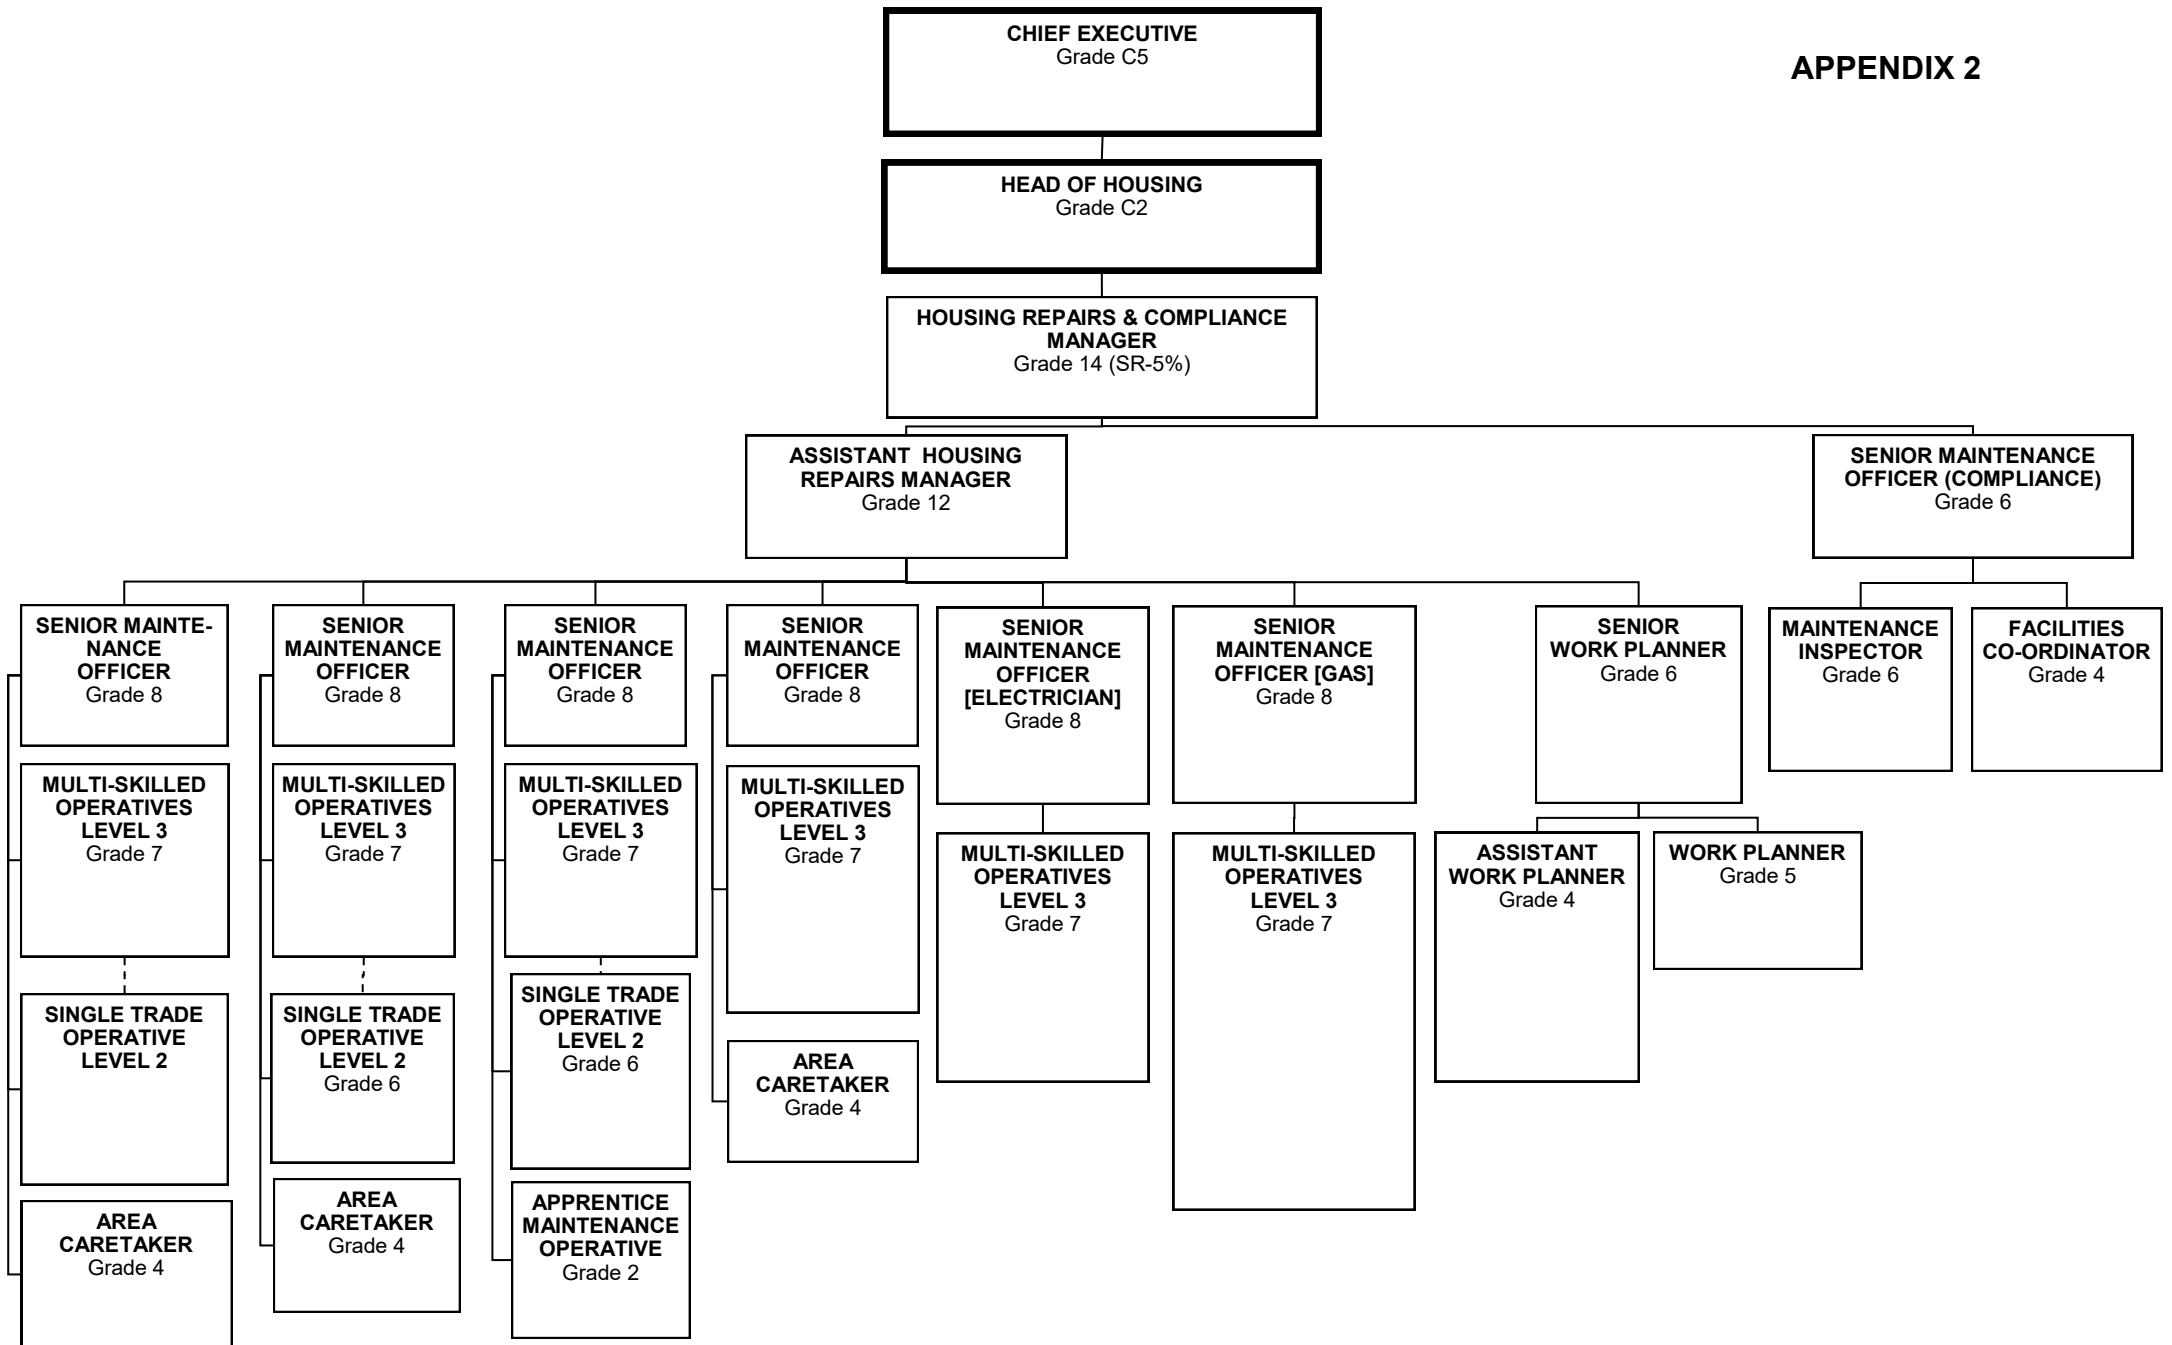 CHIEF EXECUTIVE
Grade C5
APPENDIX 2
HEAD OF HOUSING
Grade C2
HOUSING REPAIRS & COMPLIANCE
MANAGER
Grade 14 (SR-5%)
ASSISTANT HOUSING
REPAIRS MANAGER
Grade 12
SENIOR MAINTENANCE
OFFICER (COMPLIANCE)
Grade 6
SENIOR MAINTE-
NANCE
OFFICER
Grade 8
SENIOR
MAINTENANCE
OFFICER
Grade 8
SENIOR
MAINTENANCE
OFFICER
Grade 8
SENIOR
MAINTENANCE
OFFICER
Grade 8
SENIOR
MAINTENANCE
OFFICER
[ELECTRICIAN]
Grade 8
SENIOR
MAINTENANCE
OFFICER [GAS]
Grade 8
SENIOR
WORK PLANNER
Grade 6
MAINTENANCE
INSPECTOR
Grade 6
FACILITIES
CO-ORDINATOR
Grade 4
MULTI-SKILLED
OPERATIVES
LEVEL 3
Grade 7
MULTI-SKILLED
OPERATIVES
LEVEL 3
Grade 7
MULTI-SKILLED
OPERATIVES
LEVEL 3
Grade 7
MULTI-SKILLED
OPERATIVES
LEVEL 3
Grade 7
MULTI-SKILLED
OPERATIVES
LEVEL 3
Grade 7
MULTI-SKILLED
OPERATIVES
LEVEL 3
Grade 7
ASSISTANT
WORK PLANNER
Grade 4
WORK PLANNER
Grade 5
SINGLE TRADE
OPERATIVE
LEVEL 2
SINGLE TRADE
OPERATIVE
LEVEL 2
Grade 6
SINGLE TRADE
OPERATIVE
LEVEL 2
Grade 6
AREA
CARETAKER
Grade 4
AREA
CARETAKER
Grade 4
AREA
CARETAKER
Grade 4
APPRENTICE
MAINTENANCE
OPERATIVE
Grade 2